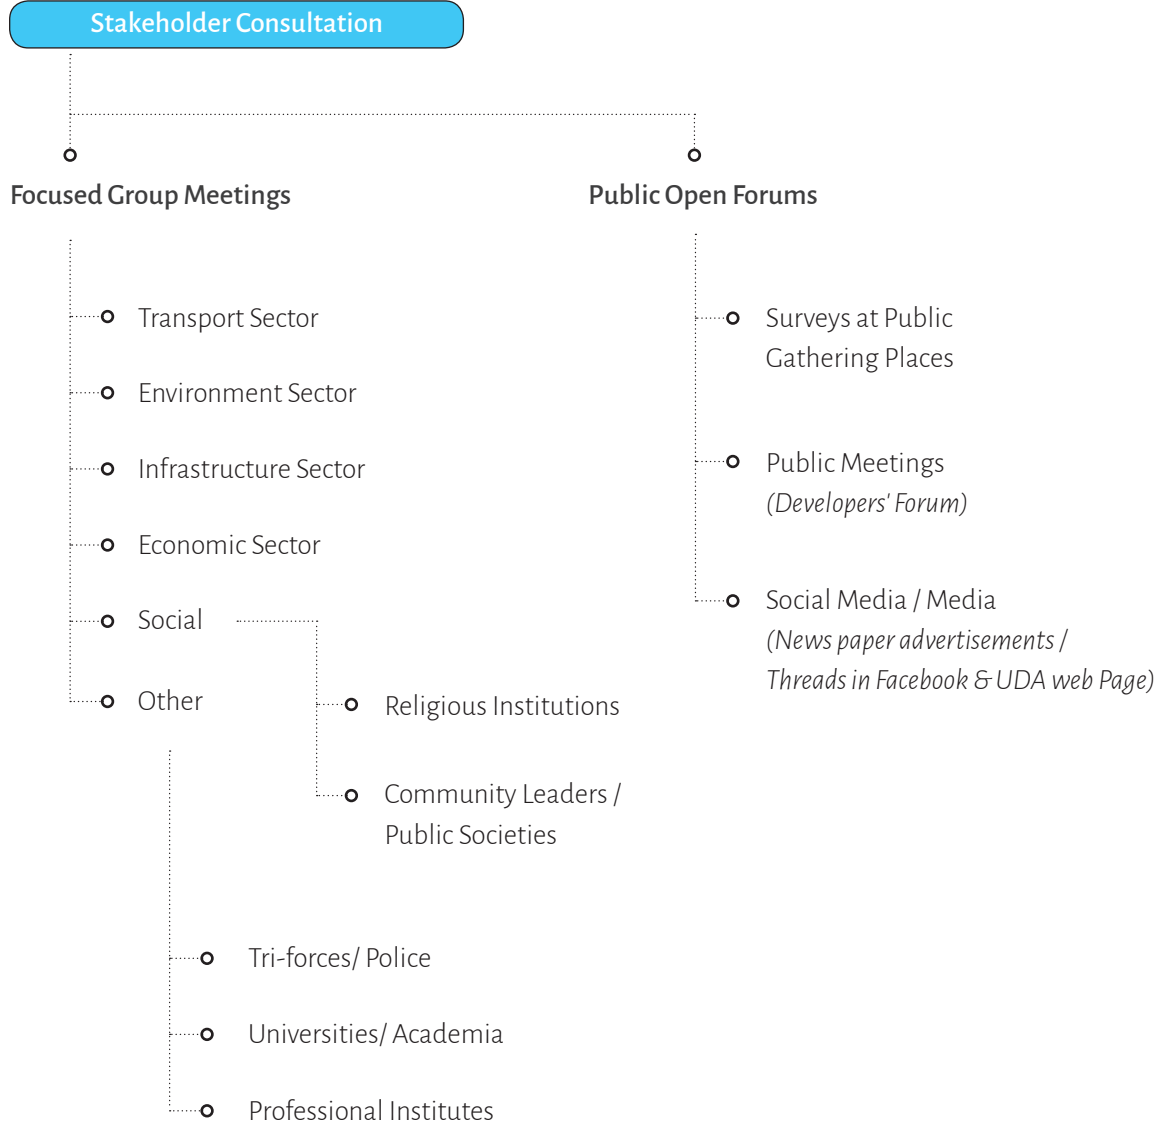 Stakeholder Consultation
Focused Group Meetings
Transport Sector
Environment Sector
Infrastructure Sector
Economic Sector
Social
Religious Institutions
Community Leaders /
Public Societies
Other
Tri-forces/ Police
Universities/ Academia
Professional Institutes
Public Open Forums
Surveys at Public
Gathering Places
Public Meetings
(Developers' Forum)
Social Media / Media
(News paper advertisements /
Threads in Facebook & UDA web Page)